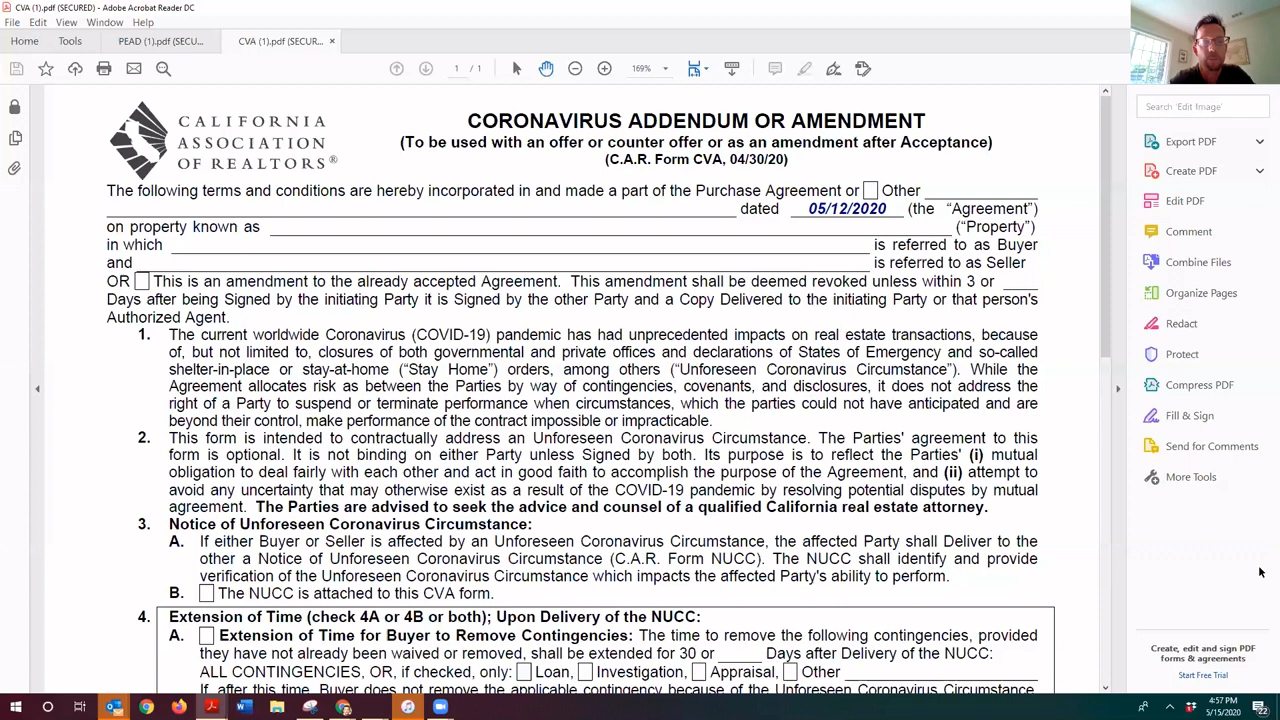 CVA (1).pdf (SECURED) - Adobe Acrobat Reader DC
File Edit View Window Help
Home Tools PEAD (1).pdf (SECU... CVA (1).pdf (SECUR... ×
/ 1 169%
CALIFORNIA
ASSOCIATION
OF REALTORS®
CORONAVIRUS ADDENDUM OR AMENDMENT
(To be used with an offer or counter offer or as an amendment after Acceptance)
(C.A.R. Form CVA, 04/30/20)
The following terms and conditions are hereby incorporated in and made a part of the Purchase Agreement or Other
dated 05/12/2020 (the “Agreement”)
on property known as (“Property”)
in which is referred to as Buyer
and is referred to as Seller
OR This is an amendment to the already accepted Agreement. This amendment shall be deemed revoked unless within 3 or
Days after being Signed by the initiating Party it is Signed by the other Party and a Copy Delivered to the initiating Party or that person's
Authorized Agent.
1. The current worldwide Coronavirus (COVID-19) pandemic has had unprecedented impacts on real estate transactions, because
of, but not limited to, closures of both governmental and private offices and declarations of States of Emergency and so-called
shelter-in-place or stay-at-home (“Stay Home”) orders, among others (“Unforeseen Coronavirus Circumstance”). While the
Agreement allocates risk as between the Parties by way of contingencies, covenants, and disclosures, it does not address the
right of a Party to suspend or terminate performance when circumstances, which the parties could not have anticipated and are
beyond their control, make performance of the contract impossible or impracticable.
2. This form is intended to contractually address an Unforeseen Coronavirus Circumstance. The Parties' agreement to this
form is optional. It is not binding on either Party unless Signed by both. Its purpose is to reflect the Parties' (i) mutual
obligation to deal fairly with each other and act in good faith to accomplish the purpose of the Agreement, and (ii) attempt to
avoid any uncertainty that may otherwise exist as a result of the COVID-19 pandemic by resolving potential disputes by mutual
agreement. The Parties are advised to seek the advice and counsel of a qualified California real estate attorney.
3. Notice of Unforeseen Coronavirus Circumstance:
A. If either Buyer or Seller is affected by an Unforeseen Coronavirus Circumstance, the affected Party shall Deliver to the
other a Notice of Unforeseen Coronavirus Circumstance (C.A.R. Form NUCC). The NUCC shall identify and provide
verification of the Unforeseen Coronavirus Circumstance which impacts the affected Party's ability to perform.
B. The NUCC is attached to this CVA form.
4. Extension of Time (check 4A or 4B or both); Upon Delivery of the NUCC:
A. Extension of Time for Buyer to Remove Contingencies: The time to remove the following contingencies, provided
they have not already been waived or removed, shall be extended for 30 or Days after Delivery of the NUCC:
ALL CONTINGENCIES, OR, if checked, only: Loan, Investigation, Appraisal, Other
If, after this time, Buyer does not remove the applicable contingency because of the Unforeseen Coronavirus Circumstance,
Search 'Edit Image'
Export PDF
Create PDF
Edit PDF
Comment
Combine Files
Organize Pages
Redact
Protect
Compress PDF
Fill & Sign
Send for Comments
More Tools
Create, edit and sign PDF
forms & agreements
Start Free Trial
4:57 PM
5/15/2020
22